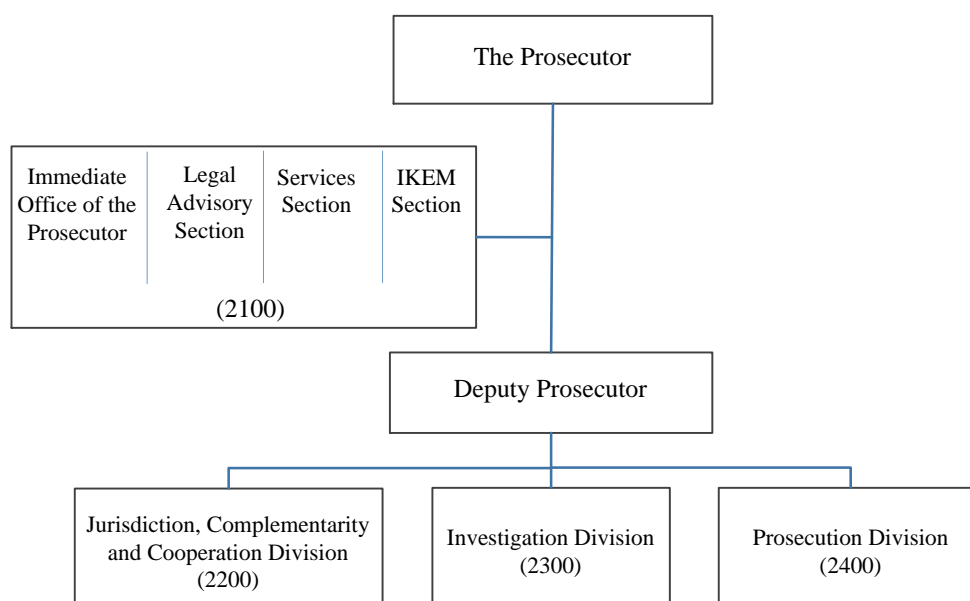 The Prosecutor
Immediate
Office of the
Prosecutor
Legal
Advisory
Section
Services
Section
IKEM
Section
(2100)
Deputy Prosecutor
Jurisdiction, Complementarity
and Cooperation Division
(2200)
Investigation Division
(2300)
Prosecution Division
(2400)